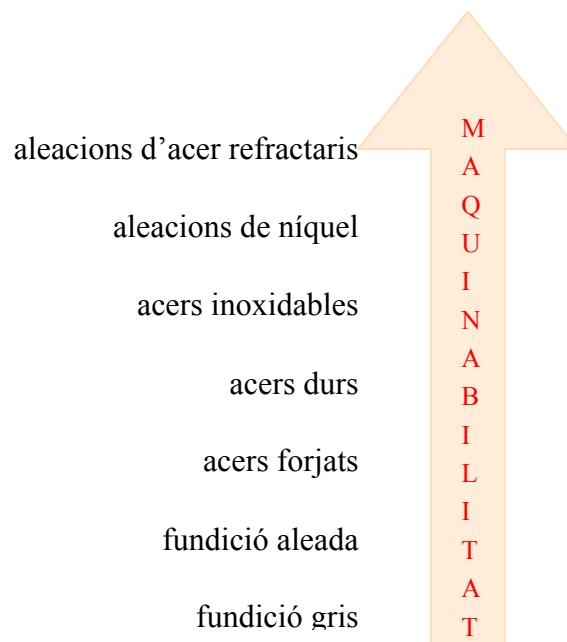 aleacions d’acer refractaris
aleacions de níquel
acers inoxidables
acers durs
acers forjats
fundició aleada
fundició gris
M
A
Q
U
I
N
A
B
I
L
I
T
A
T